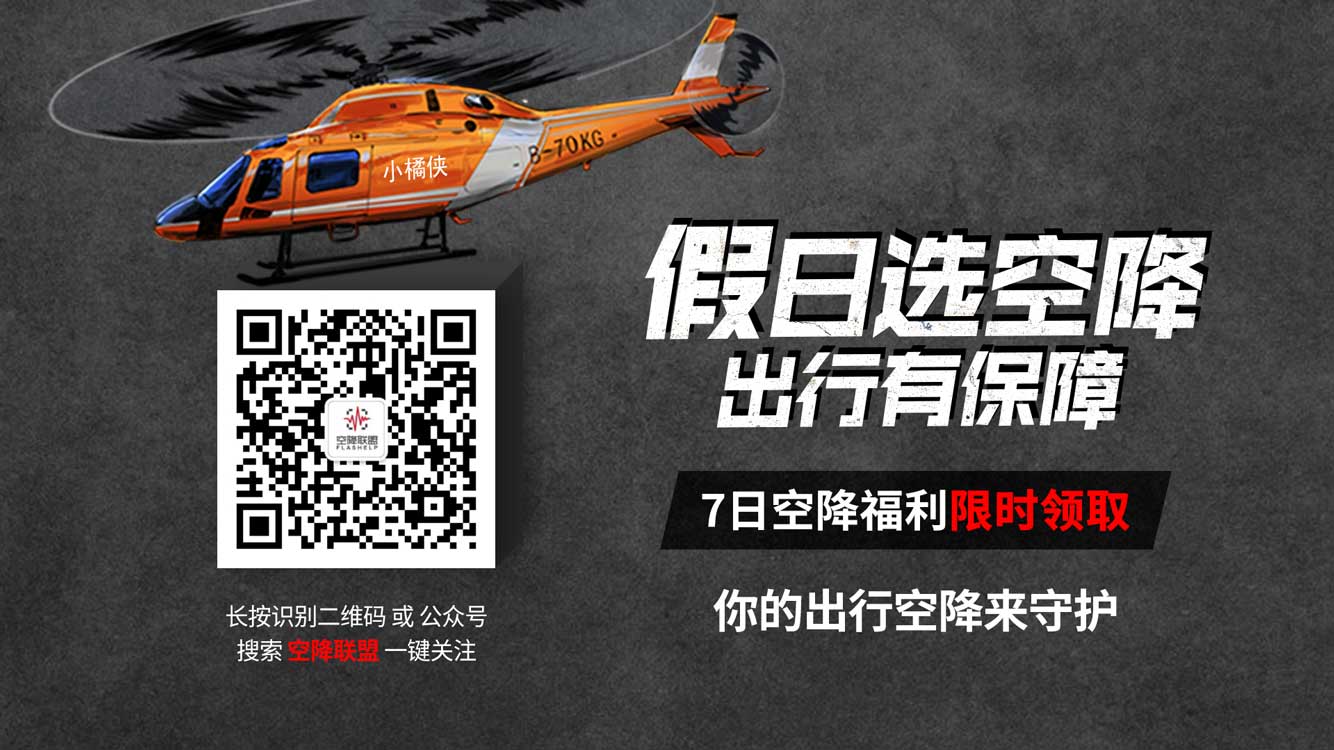 小橘侠
B-70KG
假日选空降
出行有保障
空降联盟
FLASHELP
7日空降福利限时领取
你的出行空降来守护
长按识别二维码 或 公众号
搜索 空降联盟 一键关注